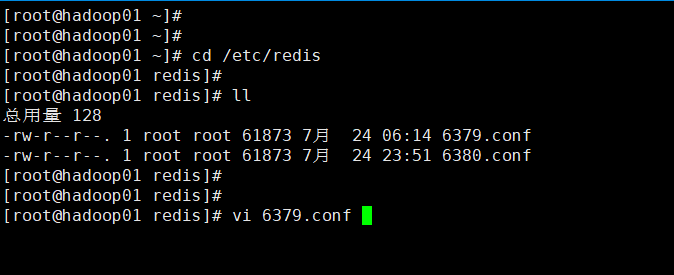 [root@hadoop01 ~]#
[root@hadoop01 ~]#
[root@hadoop01 ~]# cd /etc/redis
[root@hadoop01 redis]#
[root@hadoop01 redis]# ll
总用量 128
-rw-r--r--. 1 root root 61873 7月  24 06:14 6379.conf
-rw-r--r--. 1 root root 61873 7月  24 23:51 6380.conf
[root@hadoop01 redis]#
[root@hadoop01 redis]#
[root@hadoop01 redis]# vi 6379.conf